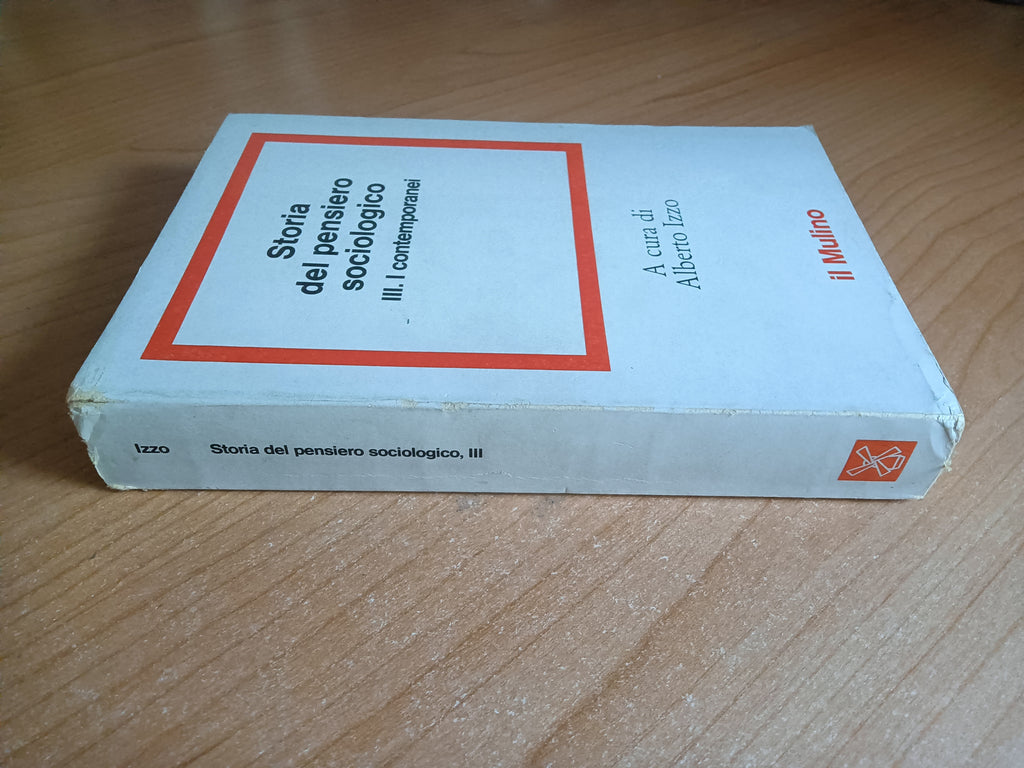 Storia
del pensiero
sociologico
III. I contemporanei
A cura di
Alberto Izzo
il Mulino
Izzo Storia del pensiero sociologico, III